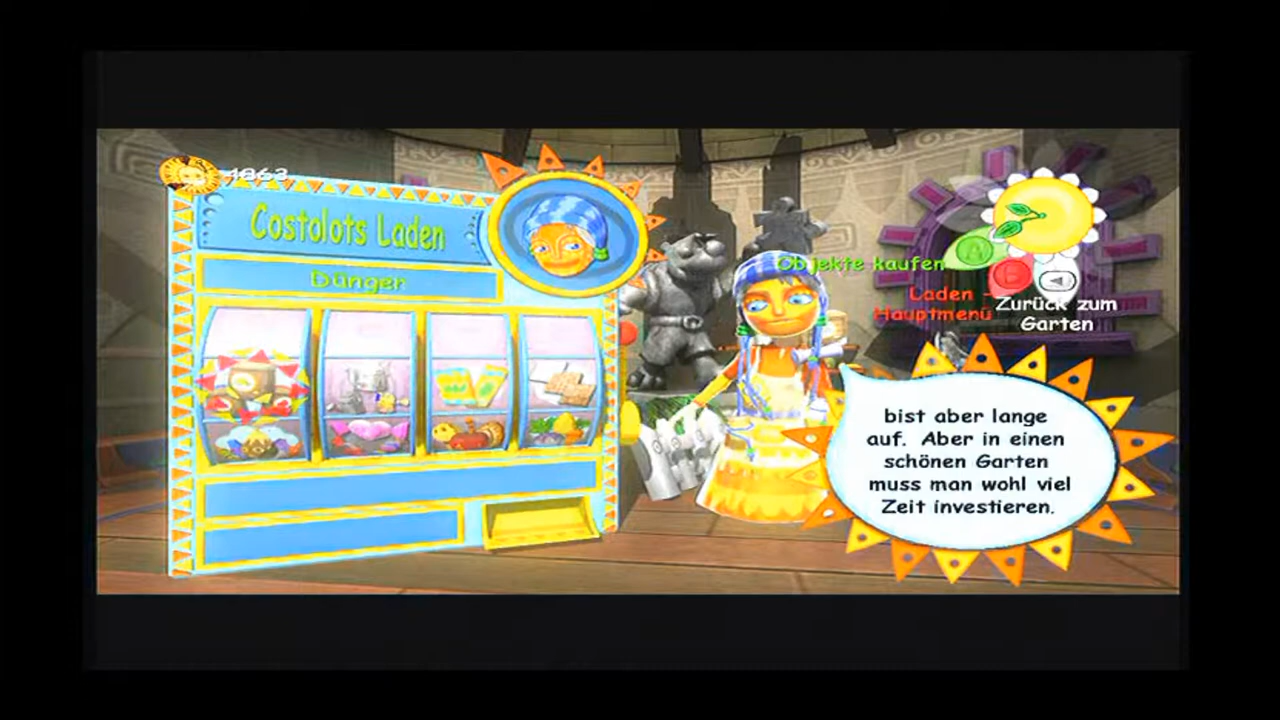 4863
Costolots Laden
Dünger
Objekte kaufen
A
B
Laden -
Hauptmenü
Zurück zum
Garten
bist aber lange
auf. Aber in einen
schönen Garten
muss man wohl viel
Zeit investieren.